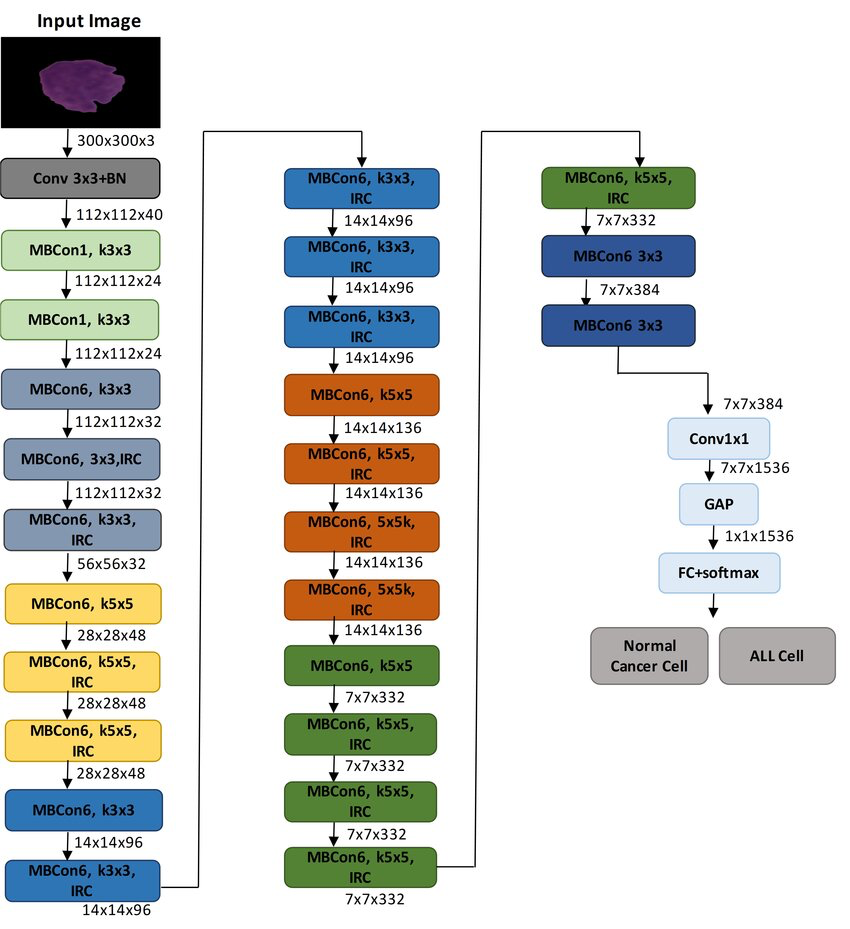 Input Image
300x300x3
Conv 3x3+BN
112x112x40
MBCon1, k3x3
112x112x24
MBCon1, k3x3
112x112x24
MBCon6, k3x3
112x112x32
MBCon6, 3x3,IRC
112x112x32
MBCon6, k3x3,
IRC
56x56x32
MBCon6, k5x5
28x28x48
MBCon6, k5x5,
IRC
28x28x48
MBCon6, k5x5,
IRC
28x28x48
MBCon6, k3x3
14x14x96
MBCon6, k3x3,
IRC
14x14x96
MBCon6, k3x3,
IRC
14x14x96
MBCon6, k3x3,
IRC
14x14x96
MBCon6, k3x3,
IRC
14x14x96
MBCon6, k5x5
14x14x136
MBCon6, k5x5,
IRC
14x14x136
MBCon6, 5x5k,
IRC
14x14x136
MBCon6, 5x5k,
IRC
14x14x136
MBCon6, k5x5
7x7x332
MBCon6, k5x5,
IRC
7x7x332
MBCon6, k5x5,
IRC
7x7x332
MBCon6, k5x5,
IRC
7x7x332
MBCon6, k5x5,
IRC
7x7x332
MBCon6 3x3
7x7x384
MBCon6 3x3
7x7x384
Conv1x1
7x7x1536
GAP
1x1x1536
FC+softmax
Normal
Cancer Cell
ALL Cell